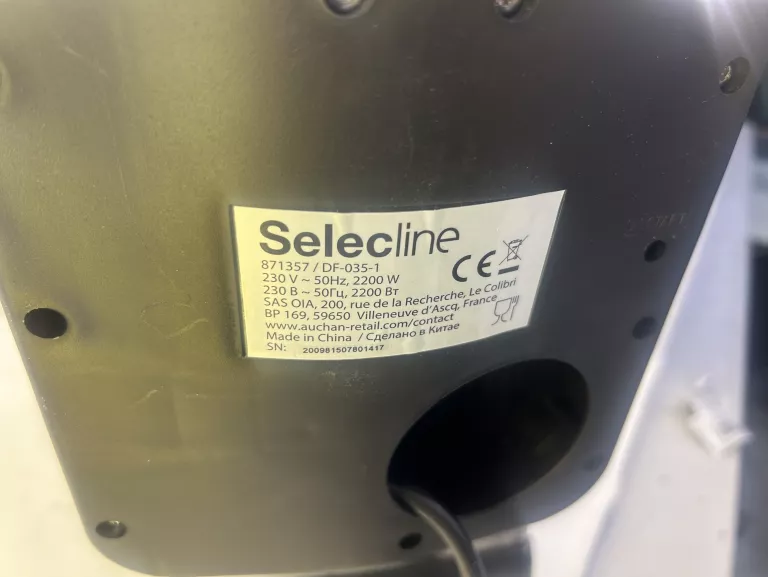 Selecline
871357 / DF-035-1
230 V ~ 50Hz, 2200 W
230 В ~ 50Гц, 2200 Вт
SAS OIA, 200, rue de la Recherche, Le Colibri
BP 169, 59650 Villeneuve d'Ascq, France
www.auchan-retail.com/contact
Made in China / Сделано в Китае
SN: 200981507801417
CE